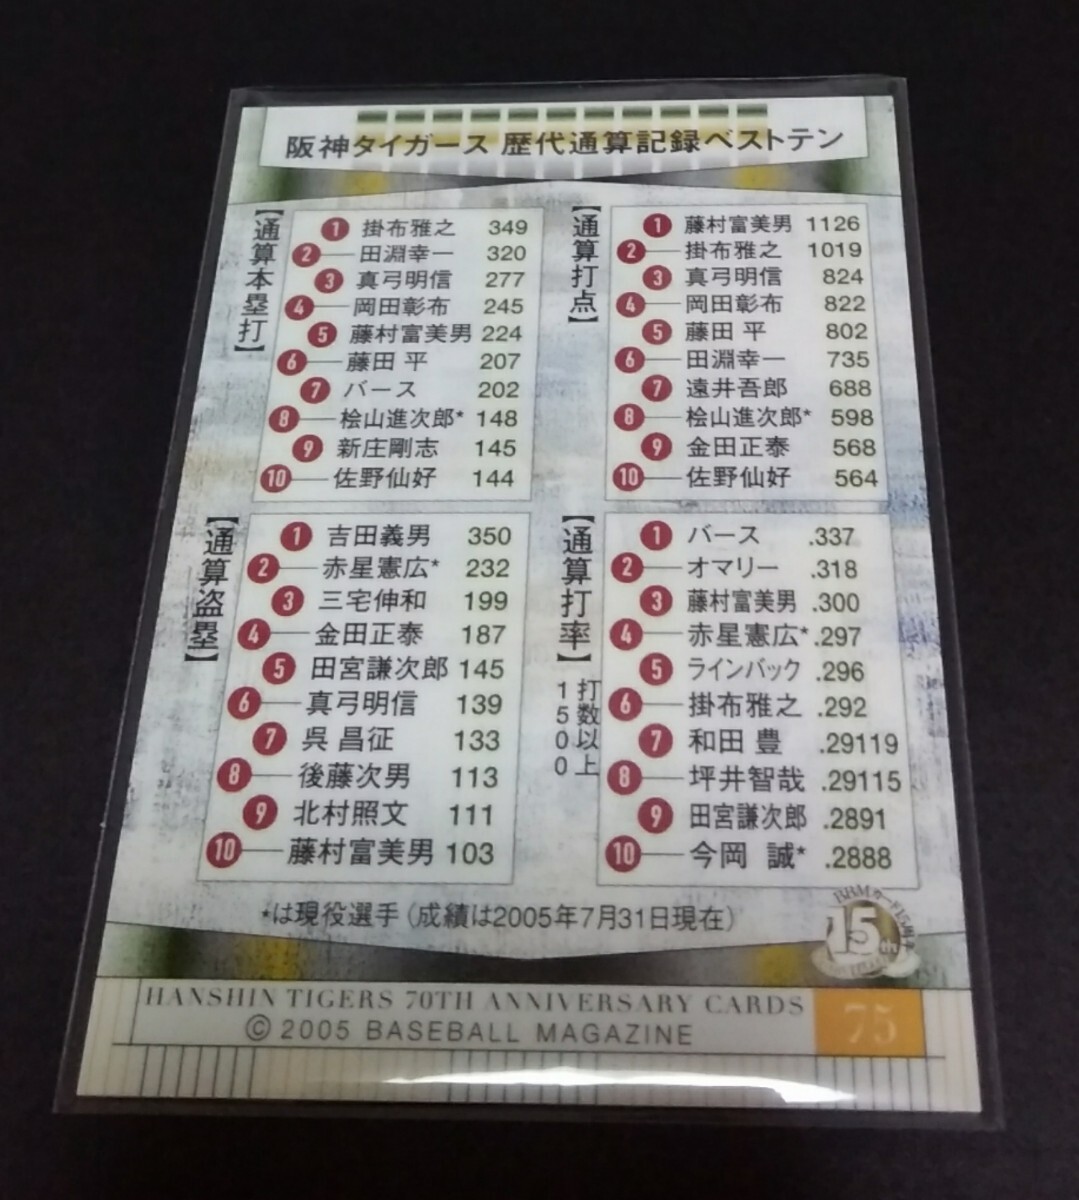 阪神タイガース 歴代通算記録ベストテン
【通算本塁打】
1 掛布雅之 349
2 田淵幸一 320
3 真弓明信 277
4 岡田彰布 245
5 藤村富美男 224
6 藤田 平 207
7 バース 202
8 桧山進次郎* 148
9 新庄剛志 145
10 佐野仙好 144
【通算打点】
1 藤村富美男 1126
2 掛布雅之 1019
3 真弓明信 824
4 岡田彰布 822
5 藤田 平 802
6 田淵幸一 735
7 遠井吾郎 688
8 桧山進次郎* 598
9 金田正泰 568
10 佐野仙好 564
【通算盗塁】
1 吉田義男 350
2 赤星憲広* 232
3 三宅伸和 199
4 金田正泰 187
5 田宮謙次郎 145
6 真弓明信 139
7 呉 昌征 133
8 後藤次男 113
9 北村照文 111
10 藤村富美男 103
【通算打率】
打数以上
1500
1 バース .337
2 オマリー .318
3 藤村富美男 .300
4 赤星憲広* .297
5 ラインバック .296
6 掛布雅之 .292
7 和田 豊 .29119
8 坪井智哉 .29115
9 田宮謙次郎 .2891
10 今岡 誠* .2888
*は現役選手(成績は2005年7月31日現在)
15th
HANSHIN TIGERS 70TH ANNIVERSARY CARDS
© 2005 BASEBALL MAGAZINE
75